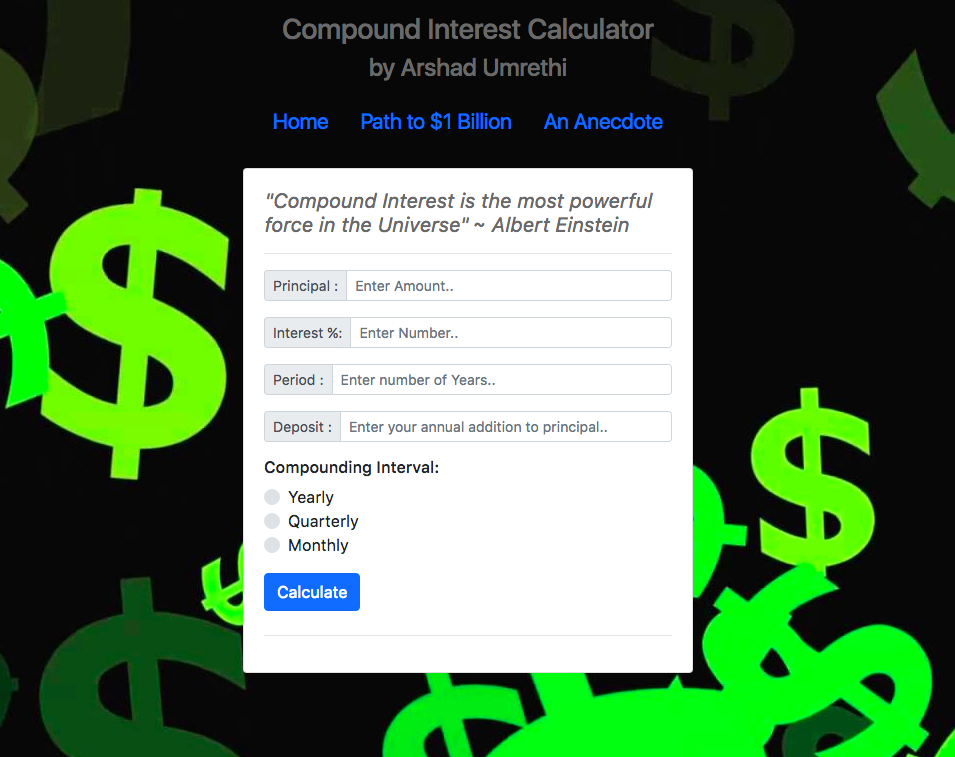 Compound Interest Calculator
by Arshad Umrethi
Home Path to $1 Billion An Anecdote
"Compound Interest is the most powerful
force in the Universe" ~ Albert Einstein
Principal : Enter Amount..
Interest %: Enter Number..
Period : Enter number of Years..
Deposit : Enter your annual addition to principal..
Compounding Interval:
Yearly
Quarterly
Monthly
Calculate